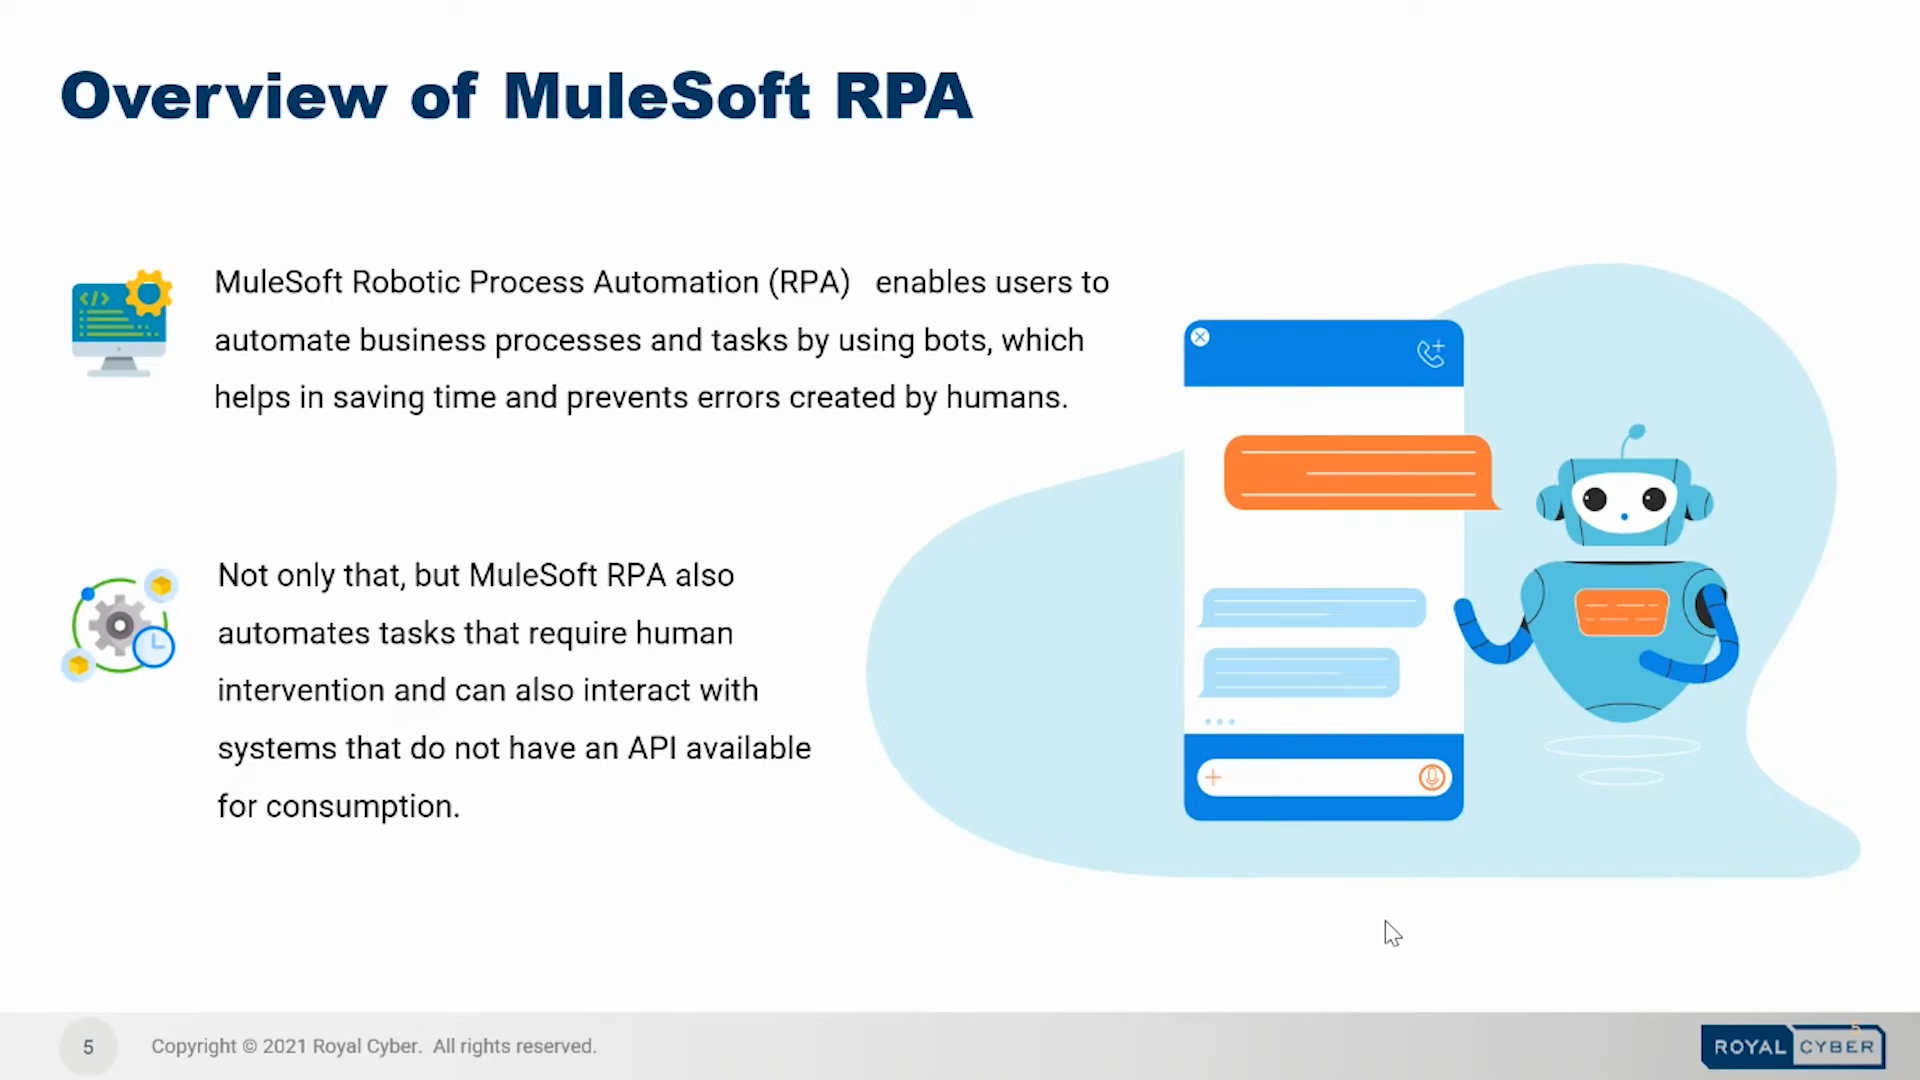 Overview of MuleSoft RPA
MuleSoft Robotic Process Automation (RPA) enables users to
automate business processes and tasks by using bots, which
helps in saving time and prevents errors created by humans.
Not only that, but MuleSoft RPA also
automates tasks that require human
intervention and can also interact with
systems that do not have an API available
for consumption.
5
Copyright © 2021 Royal Cyber. All rights reserved.
5
ROYAL CYBER